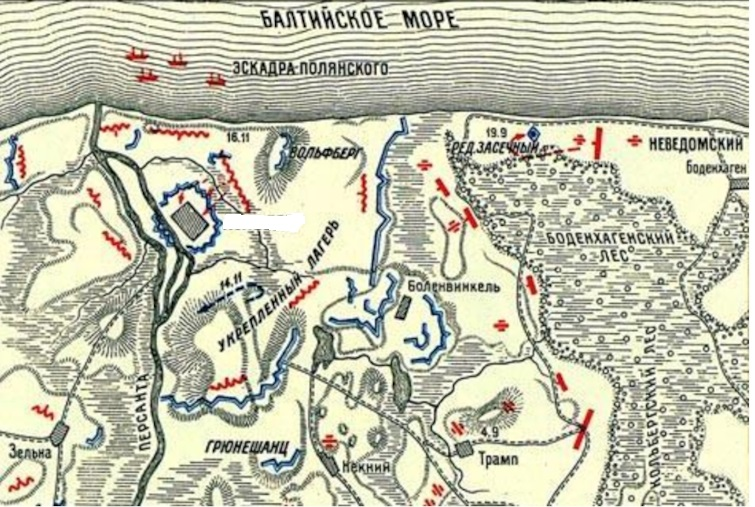 БАЛТИЙСКОЕ МОРЕ
ЭСКАДРА ПОЛЯНСКОГО
16.11
ВОЛЬФБЕРГ
19.9
РЕД. ЗАСЕЧНЫЙ
НЕВЕДОМСКИЙ
Боденхаген
БОДЕНХАГЕНСКИЙ
ЛЕС
14.11
УКРЕПЛЕННЫЙ ЛАГЕРЬ
Боленвинкель
ПЕРСАНТА
КОЛЬБЕРГСКИЙ ЛЕС
4.9
Зельна
ГРЮНЕШАНЦ
Некний
Трамп